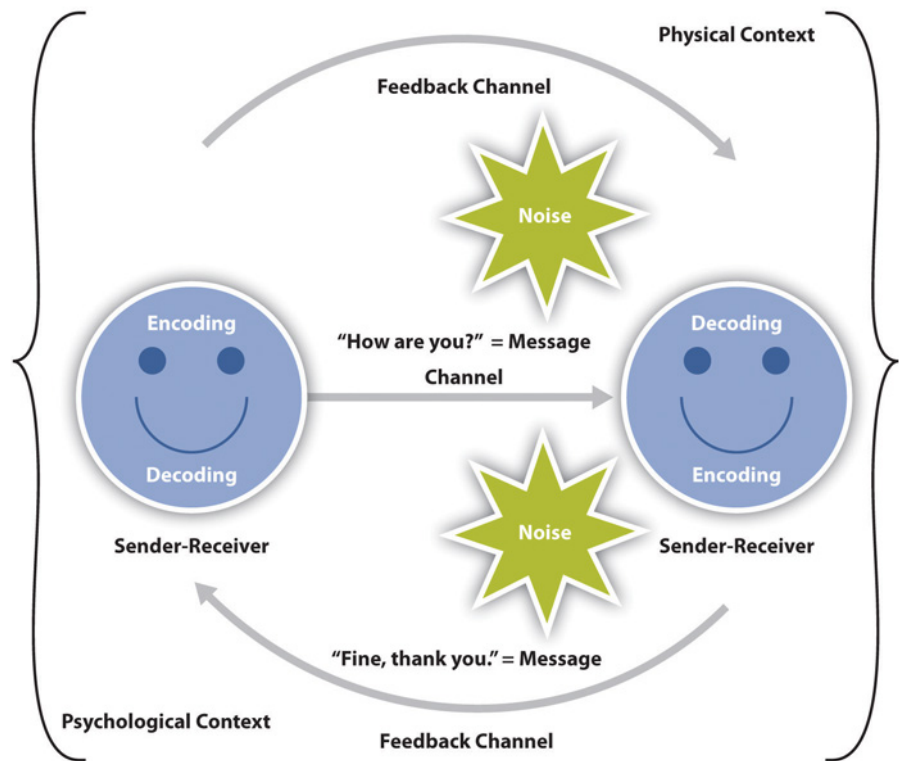 Physical Context
Feedback Channel
Noise
Encoding
Decoding
“How are you?” = Message
Channel
Decoding
Encoding
Noise
Sender-Receiver
Sender-Receiver
“Fine, thank you.” = Message
Psychological Context
Feedback Channel